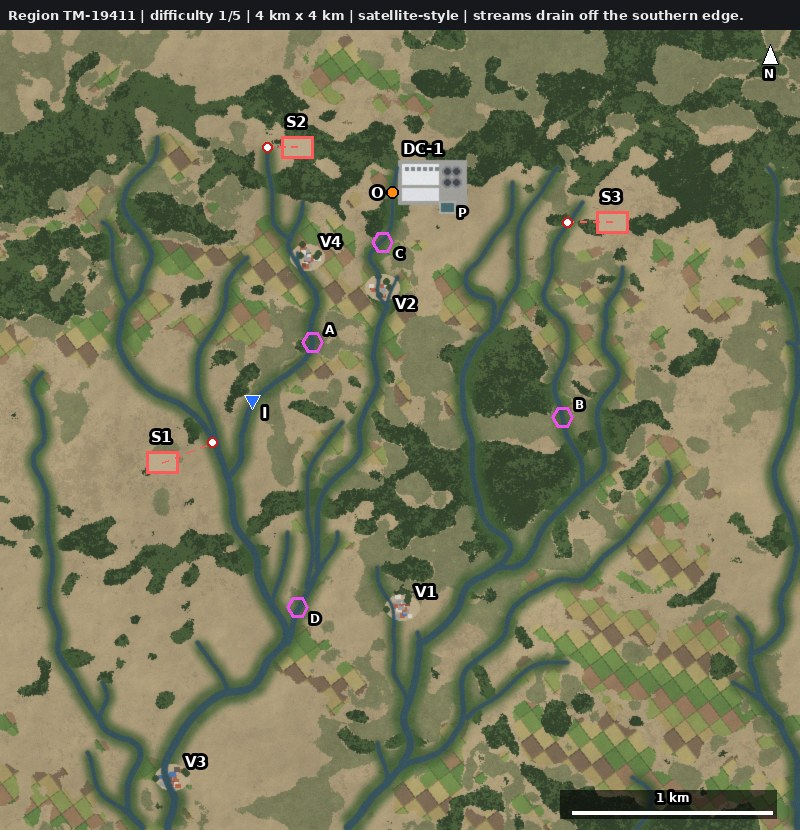 Region TM-19411 | difficulty 1/5 | 4 km x 4 km | satellite-style | streams drain off the southern edge.
N
S2
DC-1
O
P
S3
C
V4
V2
A
I
B
S1
V1
D
V3
1 km